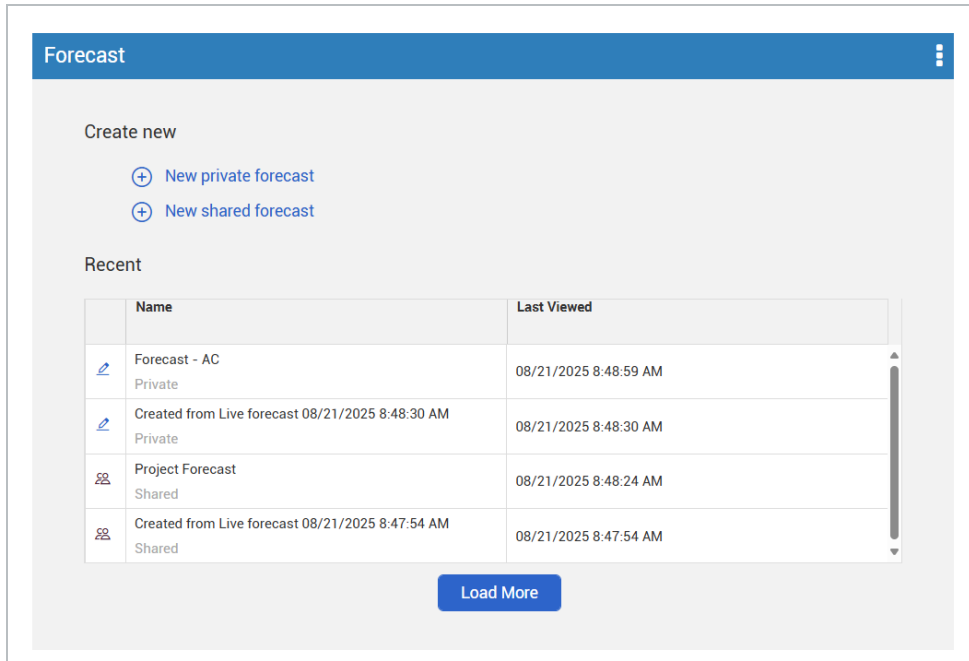 Forecast
Create new
New private forecast
New shared forecast
Recent
Name Last Viewed
Forecast - AC
Private
08/21/2025 8:48:59 AM
Created from Live forecast 08/21/2025 8:48:30 AM
Private
08/21/2025 8:48:30 AM
Project Forecast
Shared
08/21/2025 8:48:24 AM
Created from Live forecast 08/21/2025 8:47:54 AM
Shared
08/21/2025 8:47:54 AM
Load More